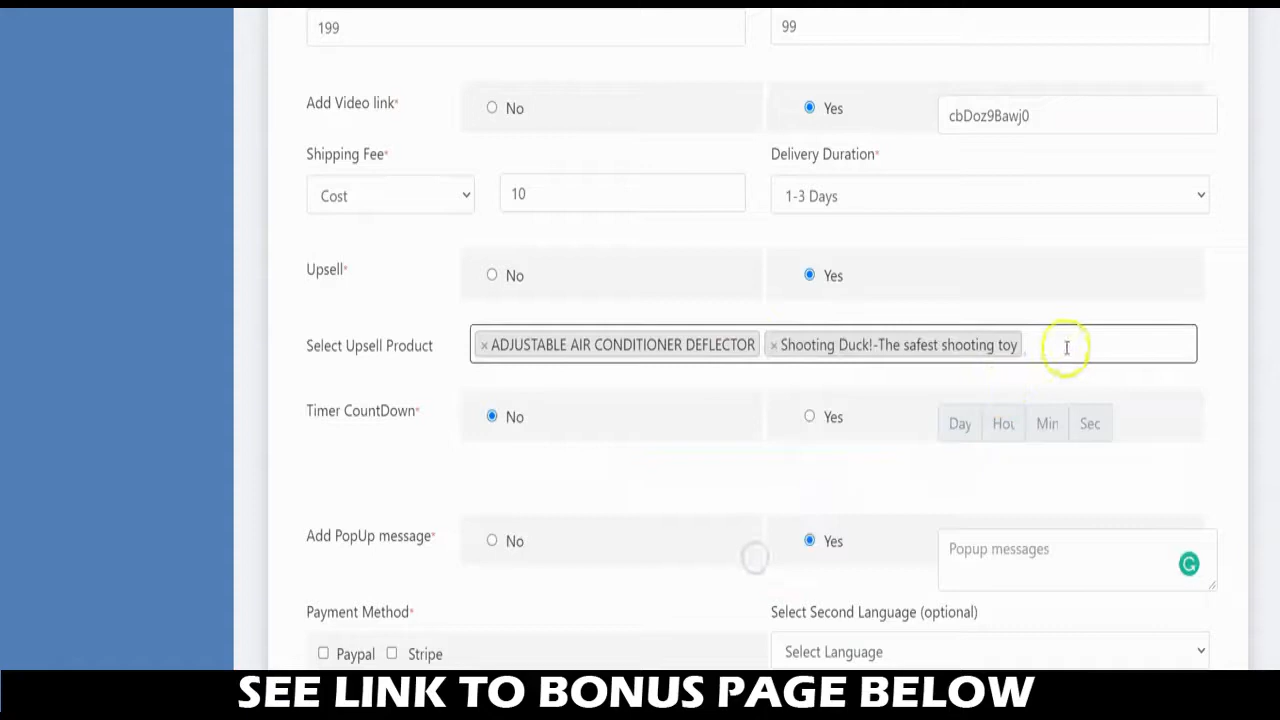 199 99
Add Video link* No Yes cbDoz9Bawj0
Shipping Fee* Delivery Duration*
Cost 10 1-3 Days
Upsell* No Yes
Select Upsell Product × ADJUSTABLE AIR CONDITIONER DEFLECTOR × Shooting Duck!-The safest shooting toy
Timer CountDown* No Yes Day Hou Min Sec
Add PopUp message* No Yes Popup messages
Payment Method* Select Second Language (optional)
Paypal Stripe Select Language
SEE LINK TO BONUS PAGE BELOW